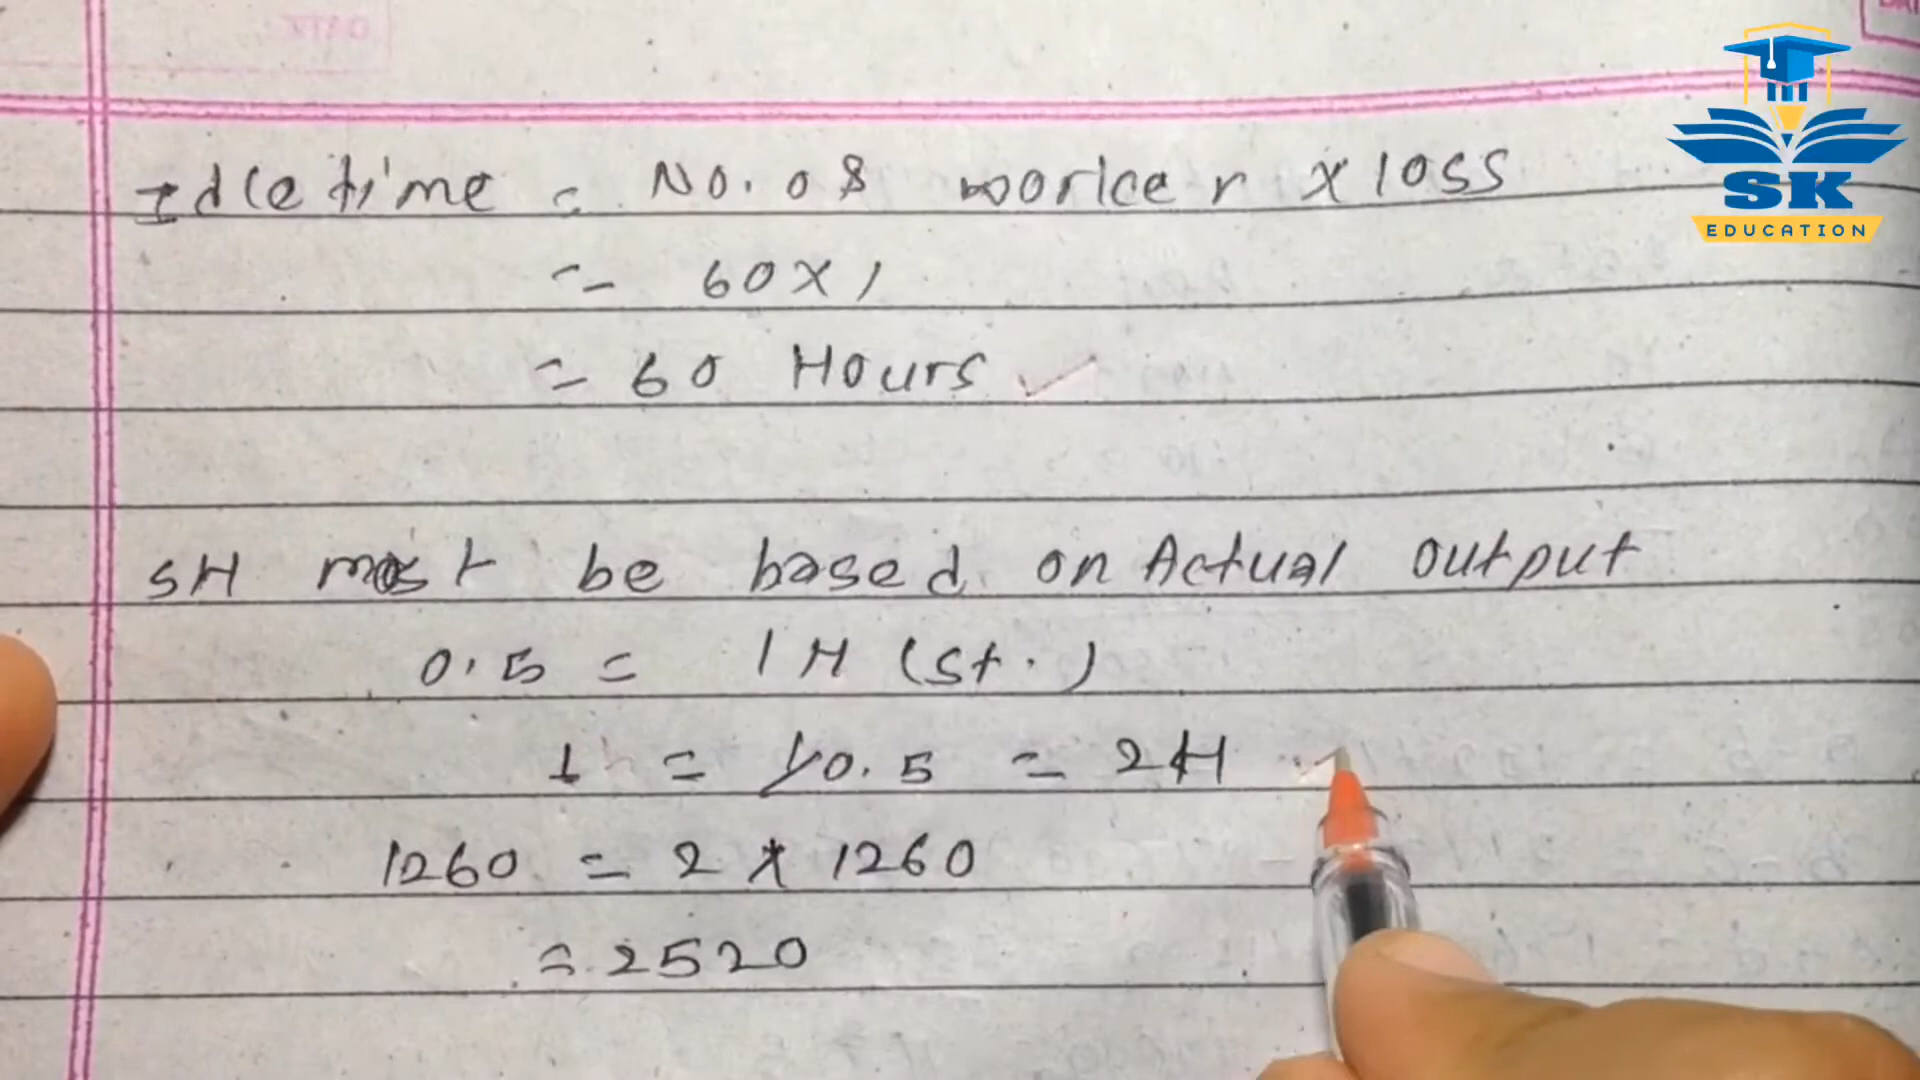 Idle time = No. of worker x loss
= 60 x 1
= 60 Hours ✓
SH must be based on Actual output
0.5 = 1 H (St.)
1 = 1/0.5 = 2H ✓
1260 = 2 x 1260
= 2520
SK
EDUCATION